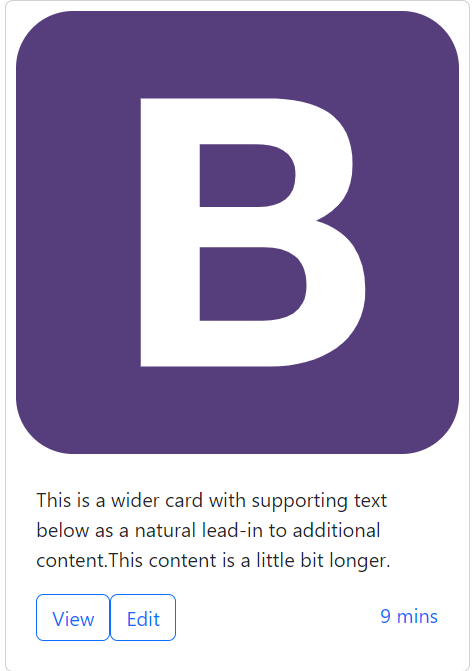 B
This is a wider card with supporting text
below as a natural lead-in to additional
content.This content is a little bit longer.
View Edit 9 mins